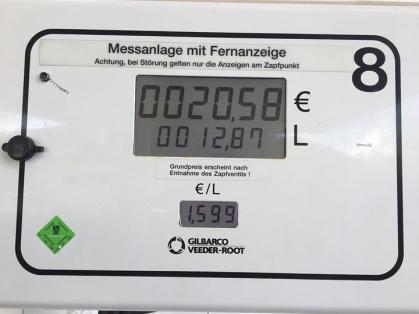 Messanlage mit Fernanzeige
Achtung, bei Störung gelten nur die Anzeigen am Zapfpunkt
8
0020,58 €
0012,87 L
Grundpreis erscheint nach
Entnahme des Zapfventils !
€/L
1,599
GILBARCO
VEEDER-ROOT